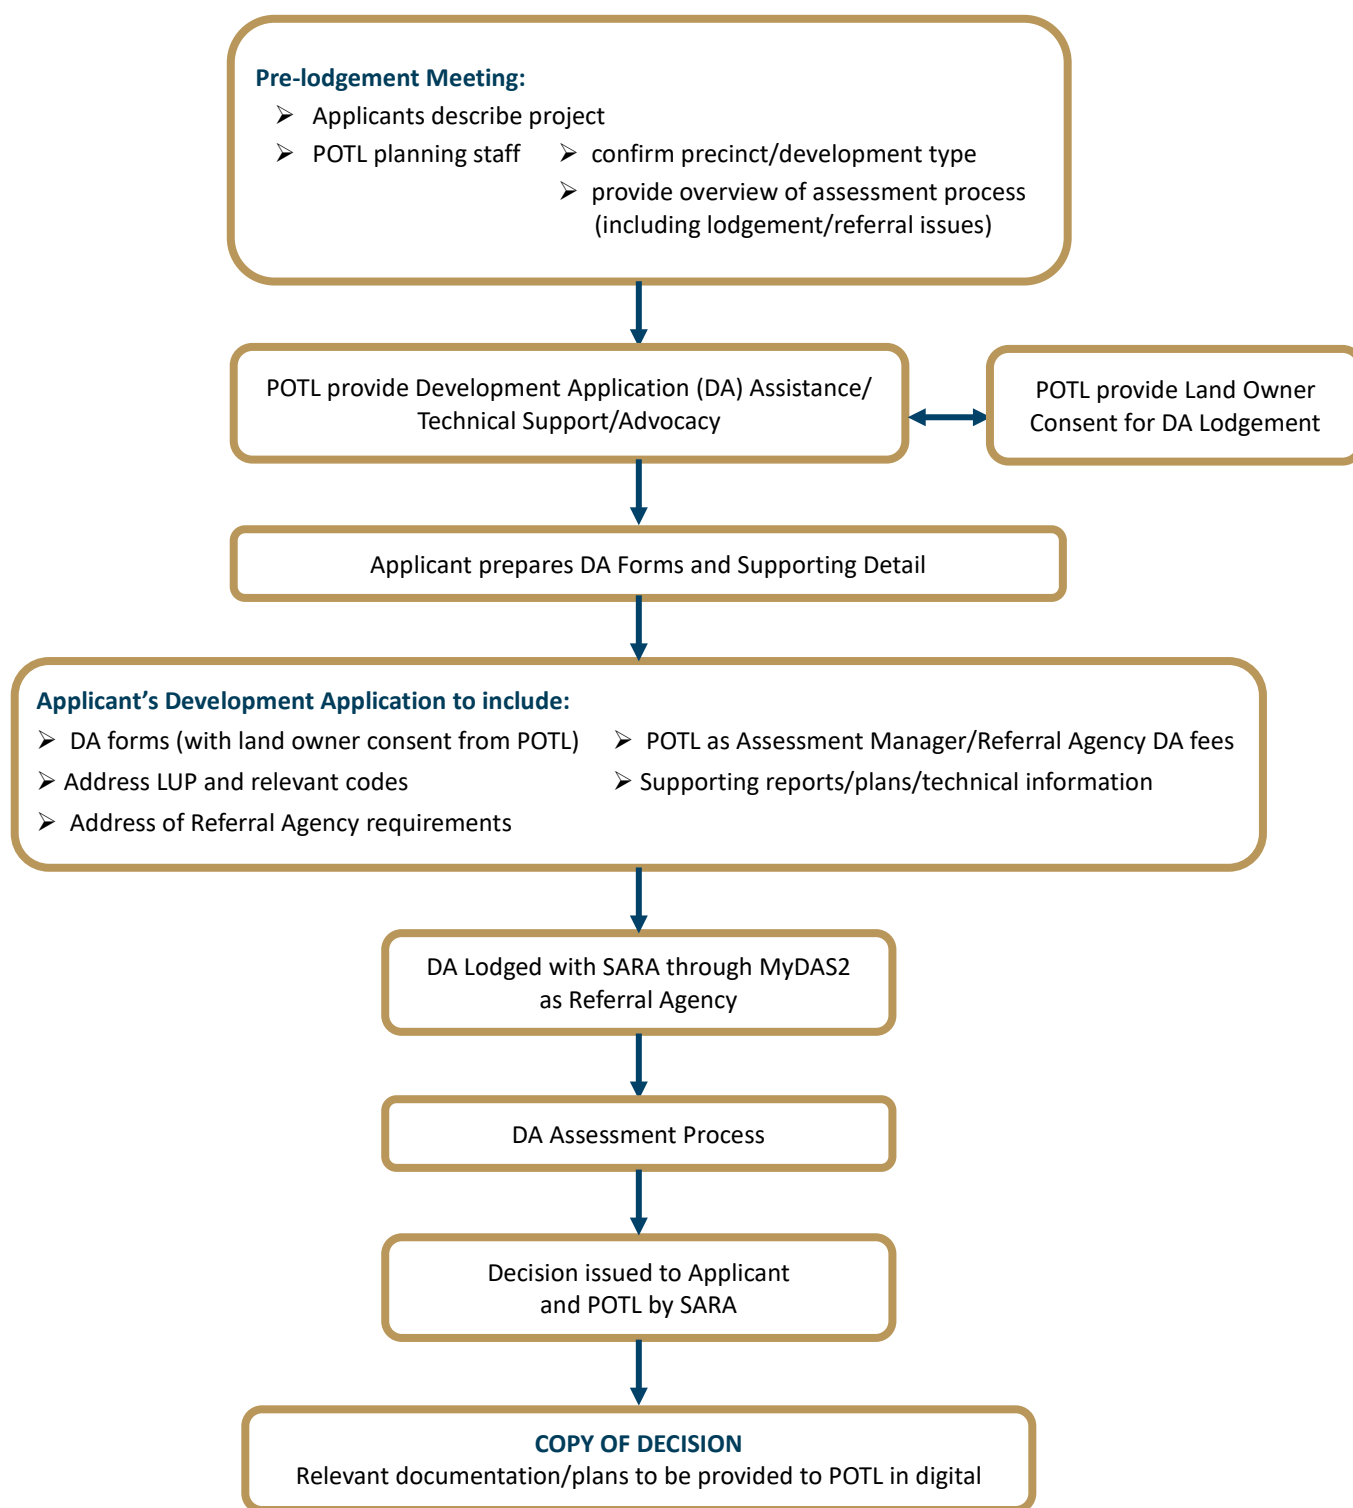 Pre-lodgement Meeting:
➢ Applicants describe project
➢ POTL planning staff ➢ confirm precinct/development type
➢ provide overview of assessment process
(including lodgement/referral issues)
POTL provide Development Application (DA) Assistance/
Technical Support/Advocacy
POTL provide Land Owner
Consent for DA Lodgement
Applicant prepares DA Forms and Supporting Detail
Applicant’s Development Application to include:
➢ DA forms (with land owner consent from POTL) ➢ POTL as Assessment Manager/Referral Agency DA fees
➢ Address LUP and relevant codes ➢ Supporting reports/plans/technical information
➢ Address of Referral Agency requirements
DA Lodged with SARA through MyDAS2
as Referral Agency
DA Assessment Process
Decision issued to Applicant
and POTL by SARA
COPY OF DECISION
Relevant documentation/plans to be provided to POTL in digital